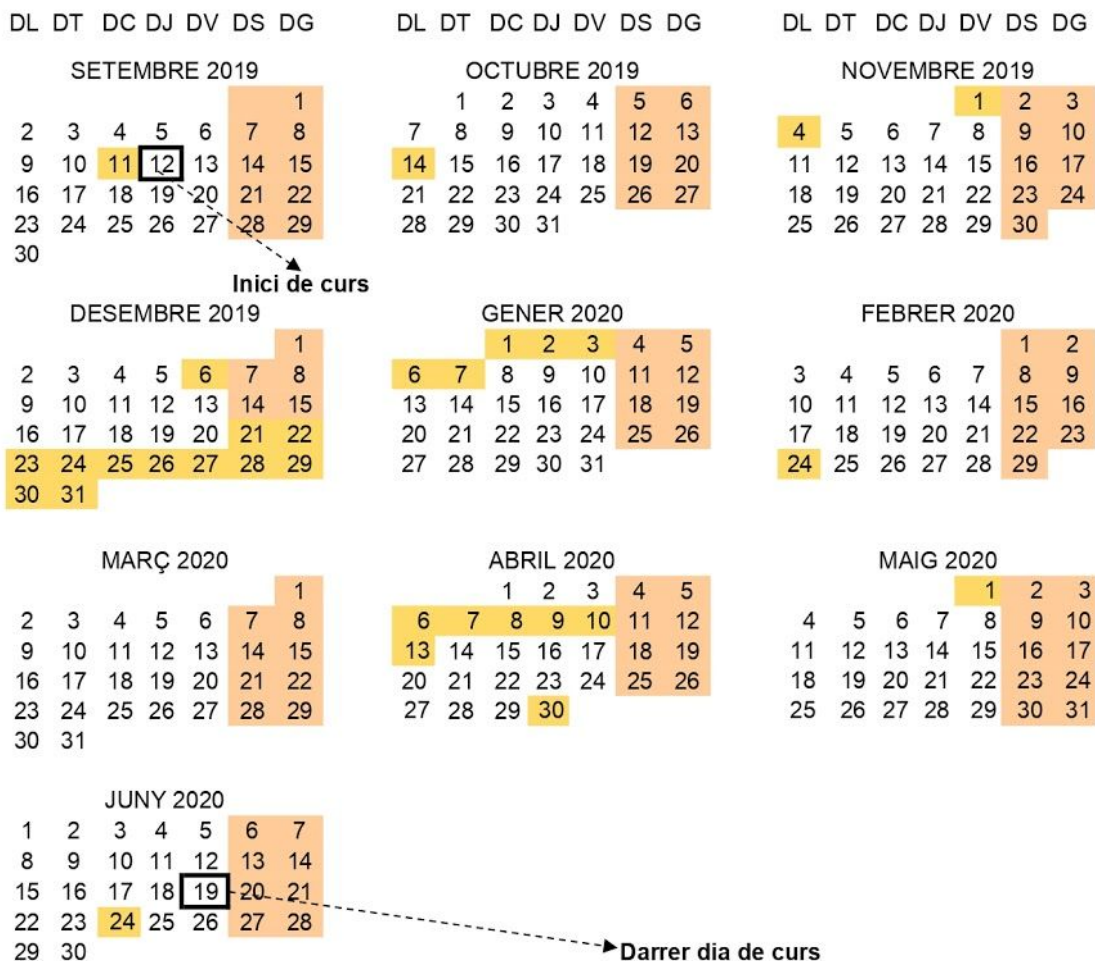 DL DT DC DJ DV DS DG
SETEMBRE 2019
1
2 3 4 5 6 7 8
9 10 11 12 13 14 15
16 17 18 19 20 21 22
23 24 25 26 27 28 29
30
Inici de curs
DL DT DC DJ DV DS DG
OCTUBRE 2019
1 2 3 4 5 6
7 8 9 10 11 12 13
14 15 16 17 18 19 20
21 22 23 24 25 26 27
28 29 30 31
DL DT DC DJ DV DS DG
NOVEMBRE 2019
1 2 3
4 5 6 7 8 9 10
11 12 13 14 15 16 17
18 19 20 21 22 23 24
25 26 27 28 29 30
DESEMBRE 2019
1
2 3 4 5 6 7 8
9 10 11 12 13 14 15
16 17 18 19 20 21 22
23 24 25 26 27 28 29
30 31
GENER 2020
1 2 3 4 5
6 7 8 9 10 11 12
13 14 15 16 17 18 19
20 21 22 23 24 25 26
27 28 29 30 31
FEBRER 2020
1 2
3 4 5 6 7 8 9
10 11 12 13 14 15 16
17 18 19 20 21 22 23
24 25 26 27 28 29
MARÇ 2020
1
2 3 4 5 6 7 8
9 10 11 12 13 14 15
16 17 18 19 20 21 22
23 24 25 26 27 28 29
30 31
ABRIL 2020
1 2 3 4 5
6 7 8 9 10 11 12
13 14 15 16 17 18 19
20 21 22 23 24 25 26
27 28 29 30
MAIG 2020
1 2 3
4 5 6 7 8 9 10
11 12 13 14 15 16 17
18 19 20 21 22 23 24
25 26 27 28 29 30 31
JUNY 2020
1 2 3 4 5 6 7
8 9 10 11 12 13 14
15 16 17 18 19 20 21
22 23 24 25 26 27 28
29 30
Darrer dia de curs